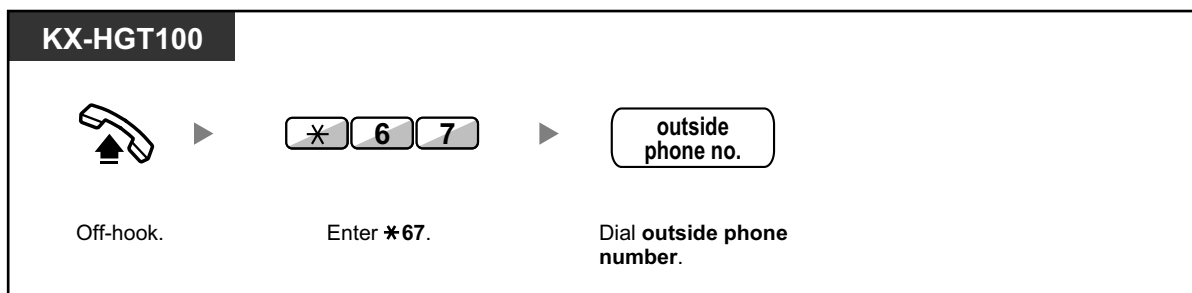 KX-HGT100
✳ 6 7
outside
phone no.
Off-hook.
Enter ✳67.
Dial outside phone
number.